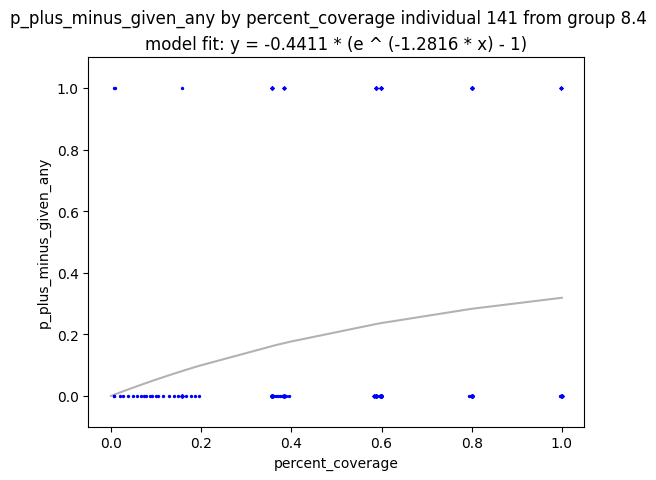 p_plus_minus_given_any by percent_coverage individual 141 from group 8.4
model fit: y = -0.4411 * (e ^ (-1.2816 * x) - 1)
p_plus_minus_given_any
1.0
0.8
0.6
0.4
0.2
0.0
0.0 0.2 0.4 0.6 0.8 1.0
percent_coverage